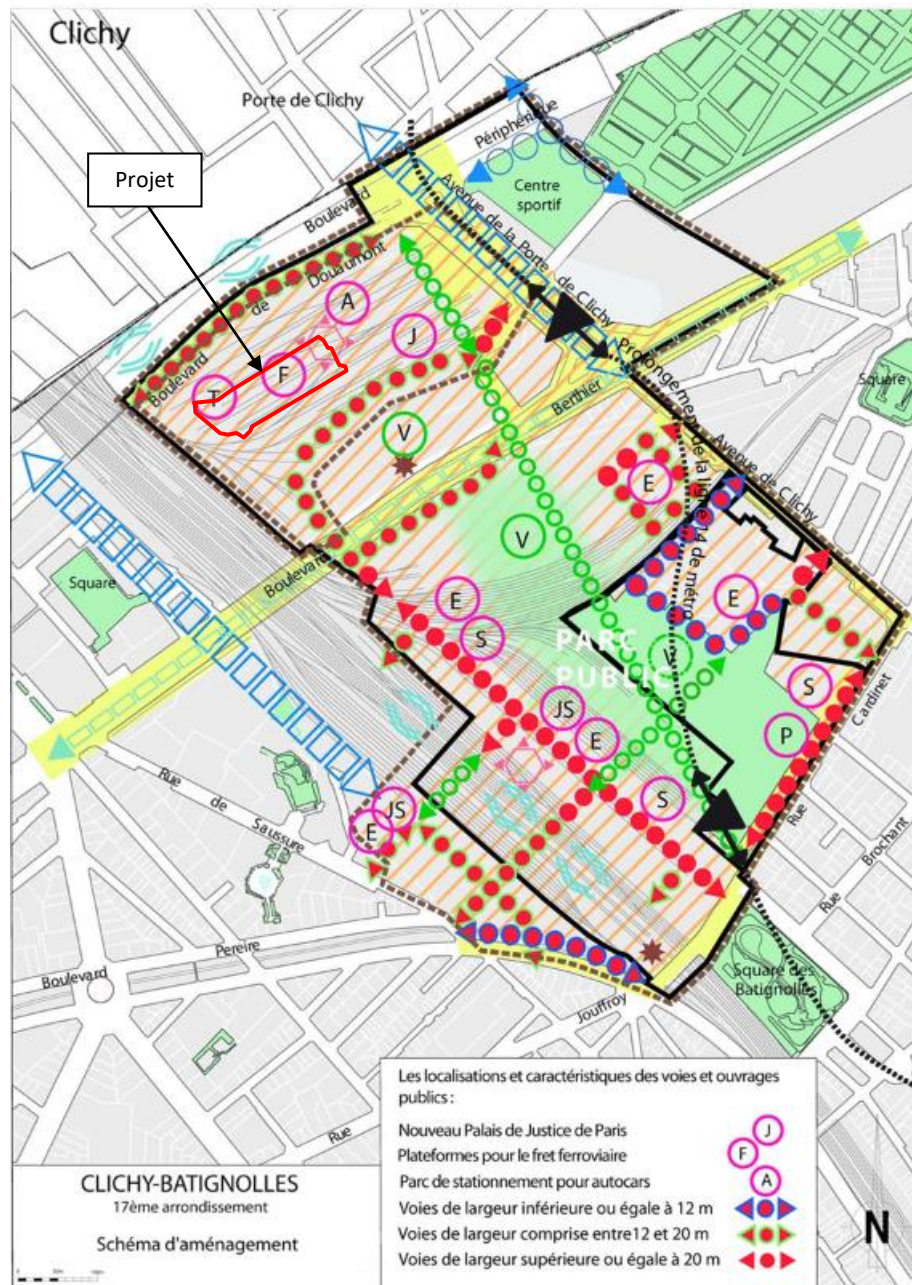 Clichy
Porte de Clichy
Périphérique
Projet
Centre
sportif
Boulevard
Avenue de la Porte de Clichy
Boulevard de Douaumont
A
J
F
T
V
Prolongement de la ligne 14 de métro
Berthier
Square
Avenue de Clichy
E
V
Boulevard
Square
E
E
S
PARC
PUBLIC
V
S
JS
P
E
Cardinet
Rue
S
Rue de Saussure
JS
E
Rue Brochant
Pereire
Boulevard
Square des
Batignolles
Jouffroy
Rue
Les localisations et caractéristiques des voies et ouvrages
publics :
Nouveau Palais de Justice de Paris J
Plateformes pour le fret ferroviaire F
Parc de stationnement pour autocars A
Voies de largeur inférieure ou égale à 12 m
Voies de largeur comprise entre12 et 20 m
Voies de largeur supérieure ou égale à 20 m
N
CLICHY-BATIGNOLLES
17ème arrondissement
Schéma d'aménagement